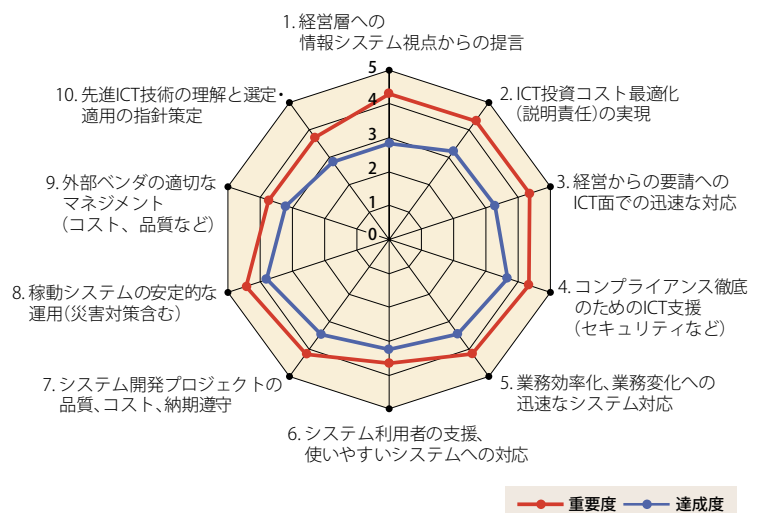 1. 経営層への
情報システム視点からの提言
5
4
3
2
1
0
2. ICT投資コスト最適化
（説明責任）の実現
3. 経営からの要請への
ICT面での迅速な対応
4. コンプライアンス徹底
のためのICT支援
（セキュリティなど）
5. 業務効率化、業務変化への
迅速なシステム対応
6. システム利用者の支援、
使いやすいシステムへの対応
7. システム開発プロジェクトの
品質、コスト、納期遵守
8. 稼動システムの安定的な
運用（災害対策含む）
9. 外部ベンダの適切な
マネジメント
（コスト、品質など）
10. 先進ICT技術の理解と選定・
適用の指針策定
重要度 達成度